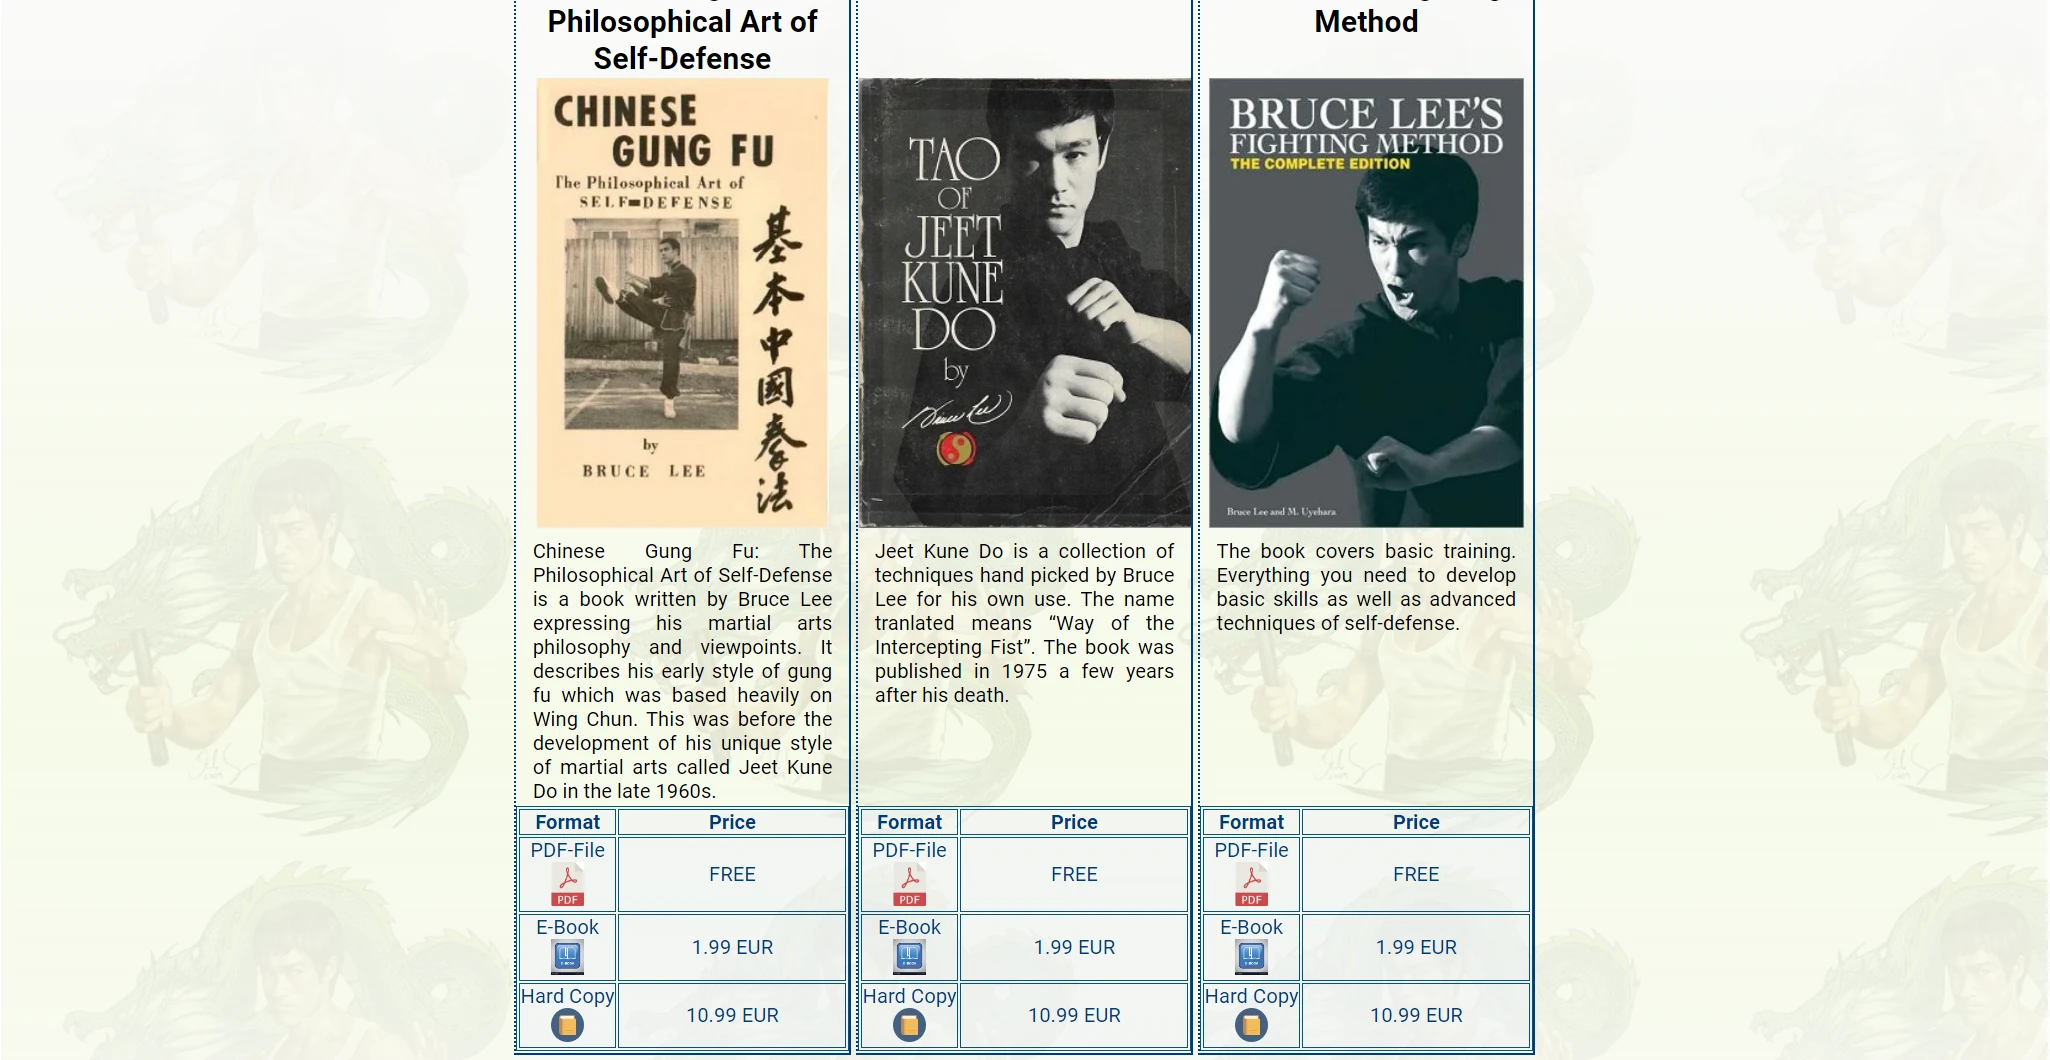 Philosophical Art of
Self-Defense
CHINESE
GUNG FU
The Philosophical Art of
SELF-DEFENSE
基本中國拳法
by
BRUCE LEE
Chinese Gung Fu: The
Philosophical Art of Self-Defense
is a book written by Bruce Lee
expressing his martial arts
philosophy and viewpoints. It
describes his early style of gung
fu which was based heavily on
Wing Chun. This was before the
development of his unique style
of martial arts called Jeet Kune
Do in the late 1960s.
Format Price
PDF-File
PDF
FREE
E-Book
E-BOOK
1.99 EUR
Hard Copy
10.99 EUR
TAO
OF
JEET
KUNE
DO
by
Bruce Lee
Jeet Kune Do is a collection of
techniques hand picked by Bruce
Lee for his own use. The name
tranlated means “Way of the
Intercepting Fist”. The book was
published in 1975 a few years
after his death.
Format Price
PDF-File
PDF
FREE
E-Book
E-BOOK
1.99 EUR
Hard Copy
10.99 EUR
Method
BRUCE LEE'S
FIGHTING METHOD
THE COMPLETE EDITION
Bruce Lee and M. Uyehara
The book covers basic training.
Everything you need to develop
basic skills as well as advanced
techniques of self-defense.
Format Price
PDF-File
PDF
FREE
E-Book
E-BOOK
1.99 EUR
Hard Copy
10.99 EUR